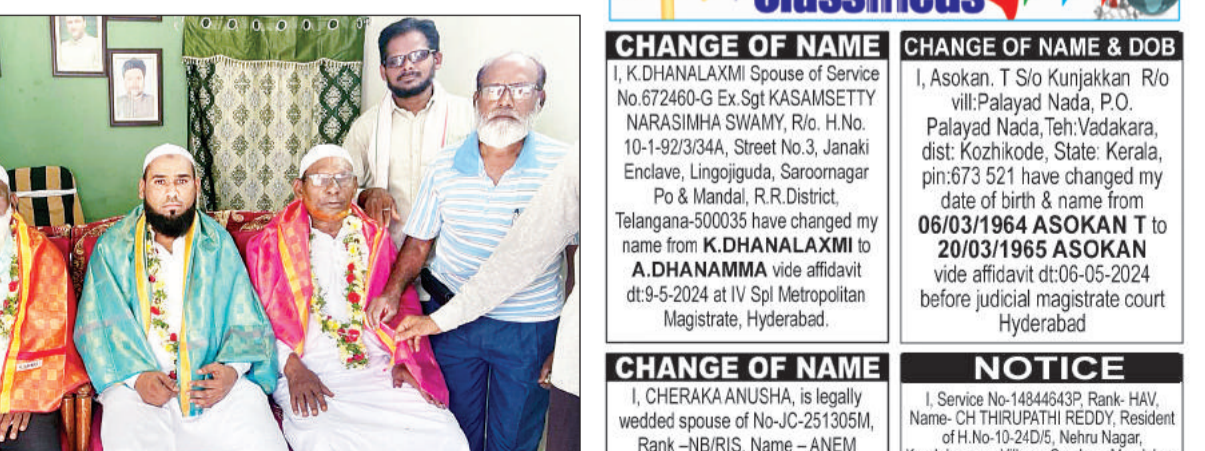 Classifieds
CHANGE OF NAME
I, K.DHANALAXMI Spouse of Service
No.672460-G Ex.Sgt KASAMSETTY
NARASIMHA SWAMY, R/o. H.No.
10-1-92/3/34A, Street No.3, Janaki
Enclave, Lingojiguda, Saroornagar
Po & Mandal, R.R.District,
Telangana-500035 have changed my
name from K.DHANALAXMI to
A.DHANAMMA vide affidavit
dt:9-5-2024 at IV Spl Metropolitan
Magistrate, Hyderabad.
CHANGE OF NAME & DOB
I, Asokan. T S/o Kunjakkan R/o
vill:Palayad Nada, P.O.
Palayad Nada,Teh:Vadakara,
dist: Kozhikode, State: Kerala,
pin:673 521 have changed my
date of birth & name from
06/03/1964 ASOKAN T to
20/03/1965 ASOKAN
vide affidavit dt:06-05-2024
before judicial magistrate court
Hyderabad
CHANGE OF NAME
I, CHERAKA ANUSHA, is legally
wedded spouse of No-JC-251305M,
Rank –NB/RIS, Name – ANEM
NOTICE
I, Service No-14844643P, Rank- HAV,
Name- CH THIRUPATHI REDDY, Resident
of H.No-10-24D/5, Nehru Nagar,